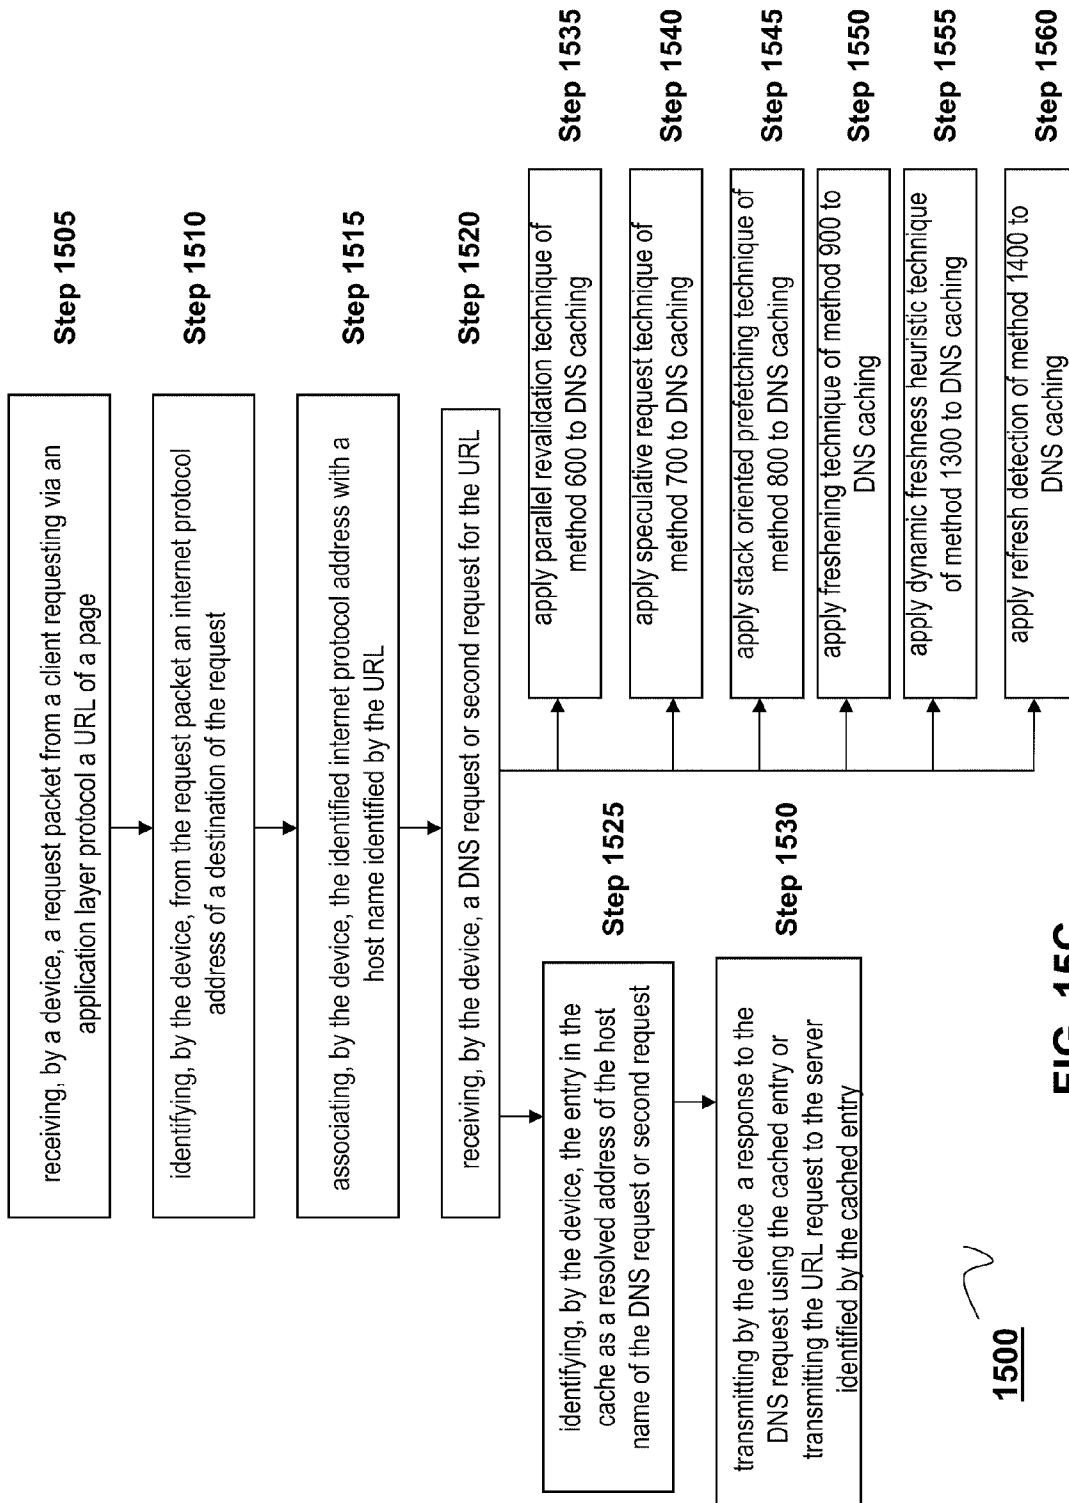 receiving, by a device, a request packet from a client requesting via an
application layer protocol a URL of a page
Step 1505
identifying, by the device, from the request packet an internet protocol
address of a destination of the request
Step 1510
associating, by the device, the identified internet protocol address with a
host name identified by the URL
Step 1515
receiving, by the device, a DNS request or second request for the URL
Step 1520
identifying, by the device, the entry in the
cache as a resolved address of the host
name of the DNS request or second request
Step 1525
transmitting by the device a response to the
DNS request using the cached entry or
transmitting the URL request to the server
identified by the cached entry
Step 1530
apply parallel revalidation technique of
method 600 to DNS caching
Step 1535
apply speculative request technique of
method 700 to DNS caching
Step 1540
apply stack oriented prefetching technique of
method 800 to DNS caching
Step 1545
apply freshening technique of method 900 to
DNS caching
Step 1550
apply dynamic freshness heuristic technique
of method 1300 to DNS caching
Step 1555
apply refresh detection of method 1400 to
DNS caching
Step 1560
1500
FIG. 15C